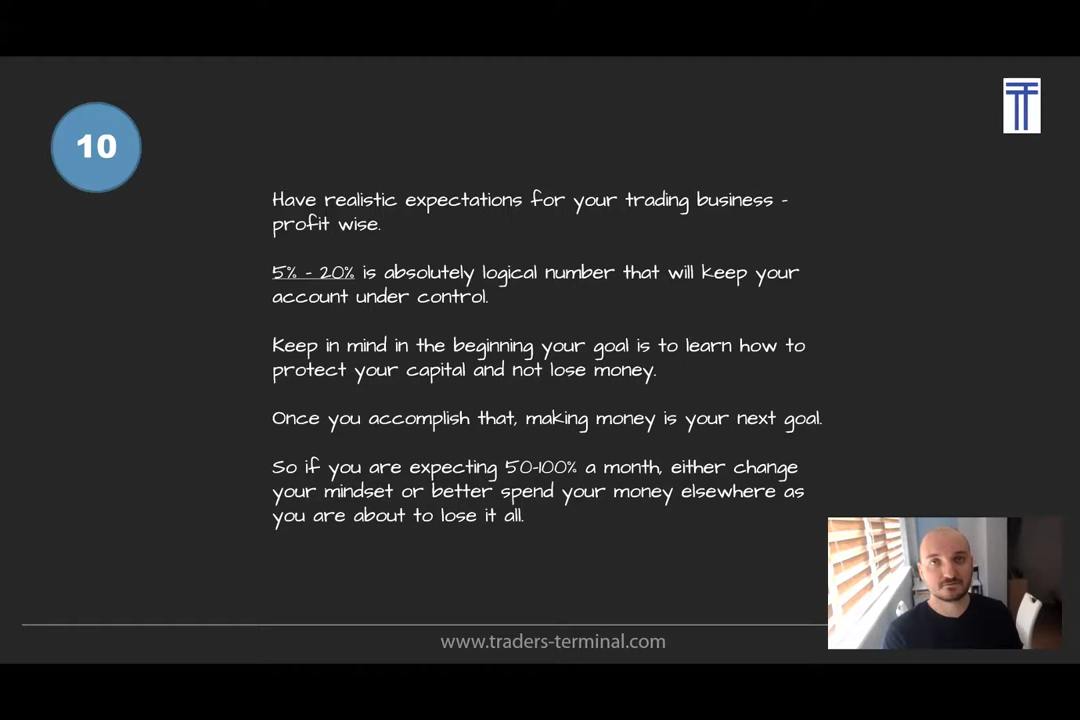 10
Have realistic expectations for your trading business -
profit wise.
5% - 20% is absolutely logical number that will keep your
account under control.
Keep in mind in the beginning your goal is to learn how to
protect your capital and not lose money.
Once you accomplish that, making money is your next goal.
So if you are expecting 50-100% a month, either change
your mindset or better spend your money elsewhere as
you are about to lose it all.
www.traders-terminal.com